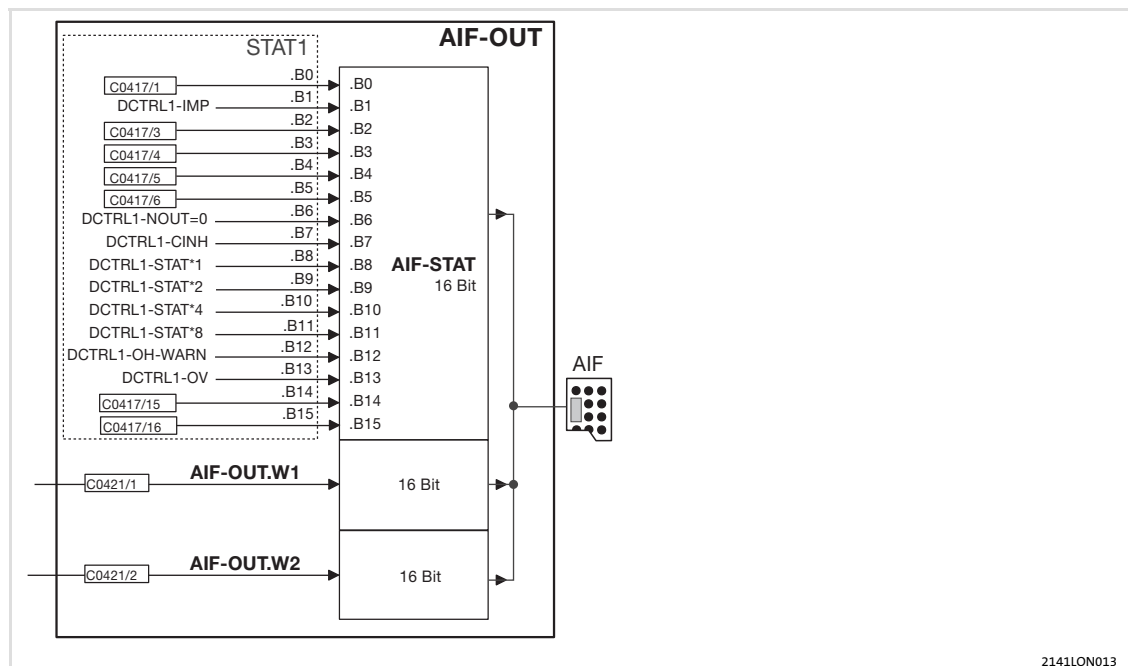 AIF-OUT
STAT1
C0417/1 .B0 .B0
DCTRL1-IMP .B1 .B1
C0417/3 .B2 .B2
C0417/4 .B3 .B3
C0417/5 .B4 .B4
C0417/6 .B5 .B5
DCTRL1-NOUT=0 .B6 .B6
DCTRL1-CINH .B7 .B7
DCTRL1-STAT*1 .B8 .B8 AIF-STAT
DCTRL1-STAT*2 .B9 .B9 16 Bit
DCTRL1-STAT*4 .B10 .B10
DCTRL1-STAT*8 .B11 .B11
DCTRL1-OH-WARN .B12 .B12
DCTRL1-OV .B13 .B13
AIF
C0417/15 .B14 .B14
C0417/16 .B15 .B15
C0421/1 AIF-OUT.W1 16 Bit
C0421/2 AIF-OUT.W2 16 Bit
2141LON013